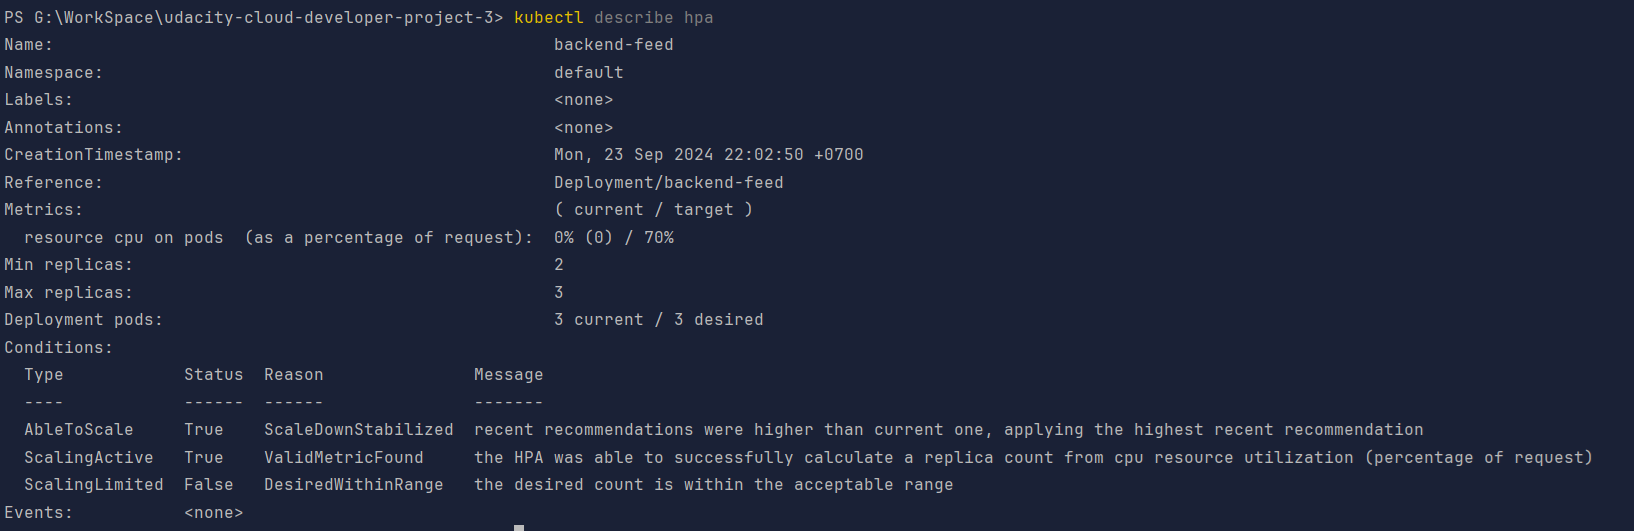 PS G:\WorkSpace\udacity-cloud-developer-project-3> kubectl describe hpa
Name:                                                  backend-feed
Namespace:                                             default
Labels:                                                <none>
Annotations:                                           <none>
CreationTimestamp:                                     Mon, 23 Sep 2024 22:02:50 +0700
Reference:                                             Deployment/backend-feed
Metrics:                                               ( current / target )
  resource cpu on pods  (as a percentage of request):  0% (0) / 70%
Min replicas:                                          2
Max replicas:                                          3
Deployment pods:                                       3 current / 3 desired
Conditions:
  Type            Status  Reason               Message
  ----            ------  ------               -------
  AbleToScale     True    ScaleDownStabilized  recent recommendations were higher than current one, applying the highest recent recommendation
  ScalingActive   True    ValidMetricFound     the HPA was able to successfully calculate a replica count from cpu resource utilization (percentage of request)
  ScalingLimited  False   DesiredWithinRange   the desired count is within the acceptable range
Events:           <none>